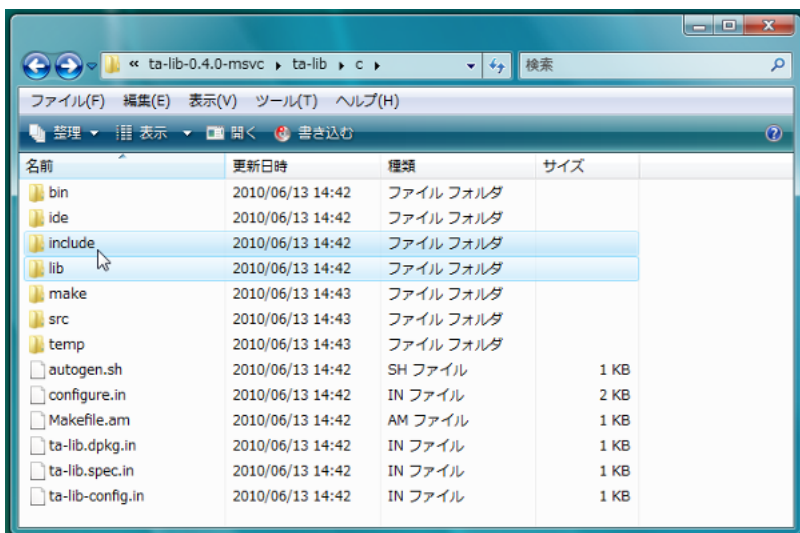 « ta-lib-0.4.0-msvc ▸ ta-lib ▸ c ▸ 検索
ファイル(F) 編集(E) 表示(V) ツール(T) ヘルプ(H)
整理 表示 開く 書き込む
名前 更新日時 種類 サイズ
bin 2010/06/13 14:42 ファイル フォルダ
ide 2010/06/13 14:42 ファイル フォルダ
include 2010/06/13 14:42 ファイル フォルダ
lib 2010/06/13 14:42 ファイル フォルダ
make 2010/06/13 14:43 ファイル フォルダ
src 2010/06/13 14:43 ファイル フォルダ
temp 2010/06/13 14:43 ファイル フォルダ
autogen.sh 2010/06/13 14:42 SH ファイル 1 KB
configure.in 2010/06/13 14:42 IN ファイル 2 KB
Makefile.am 2010/06/13 14:42 AM ファイル 1 KB
ta-lib.dpkg.in 2010/06/13 14:42 IN ファイル 1 KB
ta-lib.spec.in 2010/06/13 14:42 IN ファイル 1 KB
ta-lib-config.in 2010/06/13 14:42 IN ファイル 1 KB